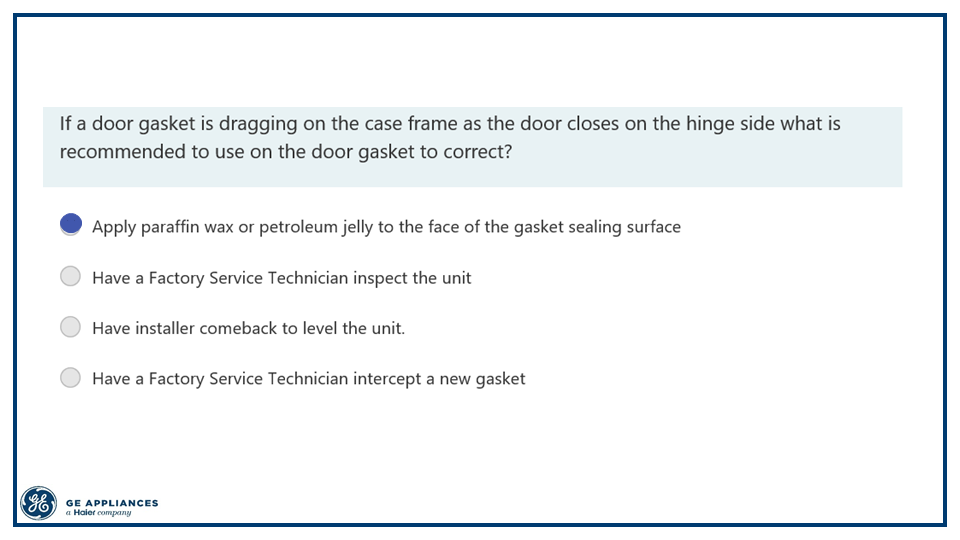 If a door gasket is dragging on the case frame as the door closes on the hinge side what is
recommended to use on the door gasket to correct?
Apply paraffin wax or petroleum jelly to the face of the gasket sealing surface
Have a Factory Service Technician inspect the unit
Have installer comeback to level the unit.
Have a Factory Service Technician intercept a new gasket
GE
GE APPLIANCES
a Haier company